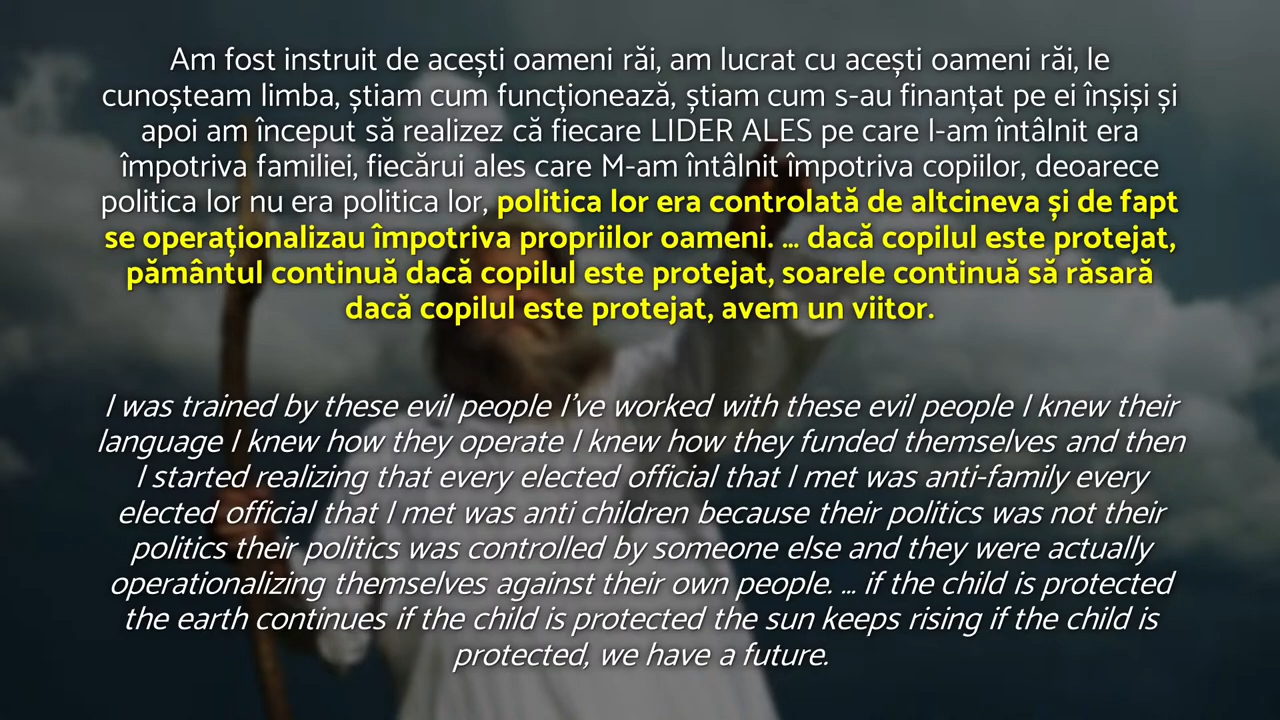 Am fost instruit de acești oameni răi, am lucrat cu acești oameni răi, le
cunoșteam limba, știam cum funcționează, știam cum s-au finanțat pe ei înșiși și
apoi am început să realizez că fiecare LIDER ALES pe care l-am întâlnit era
împotriva familiei, fiecărui ales care M-am întâlnit împotriva copiilor, deoarece
politica lor nu era politica lor, politica lor era controlată de altcineva și de fapt
se operaționalizau împotriva propriilor oameni. ... dacă copilul este protejat,
pământul continuă dacă copilul este protejat, soarele continuă să răsară
dacă copilul este protejat, avem un viitor.
I was trained by these evil people I've worked with these evil people I knew their
language I knew how they operate I knew how they funded themselves and then
I started realizing that every elected official that I met was anti-family every
elected official that I met was anti children because their politics was not their
politics their politics was controlled by someone else and they were actually
operationalizing themselves against their own people. ... if the child is protected
the earth continues if the child is protected the sun keeps rising if the child is
protected, we have a future.